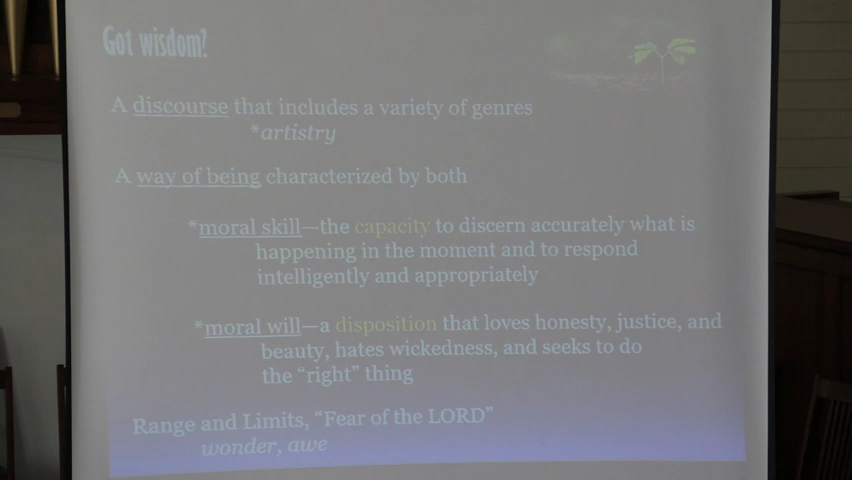 Got wisdom?
A discourse that includes a variety of genres
*artistry
A way of being characterized by both
*moral skill—the capacity to discern accurately what is
happening in the moment and to respond
intelligently and appropriately
*moral will—a disposition that loves honesty, justice, and
beauty, hates wickedness, and seeks to do
the “right” thing
Range and Limits, “Fear of the LORD”
wonder, awe